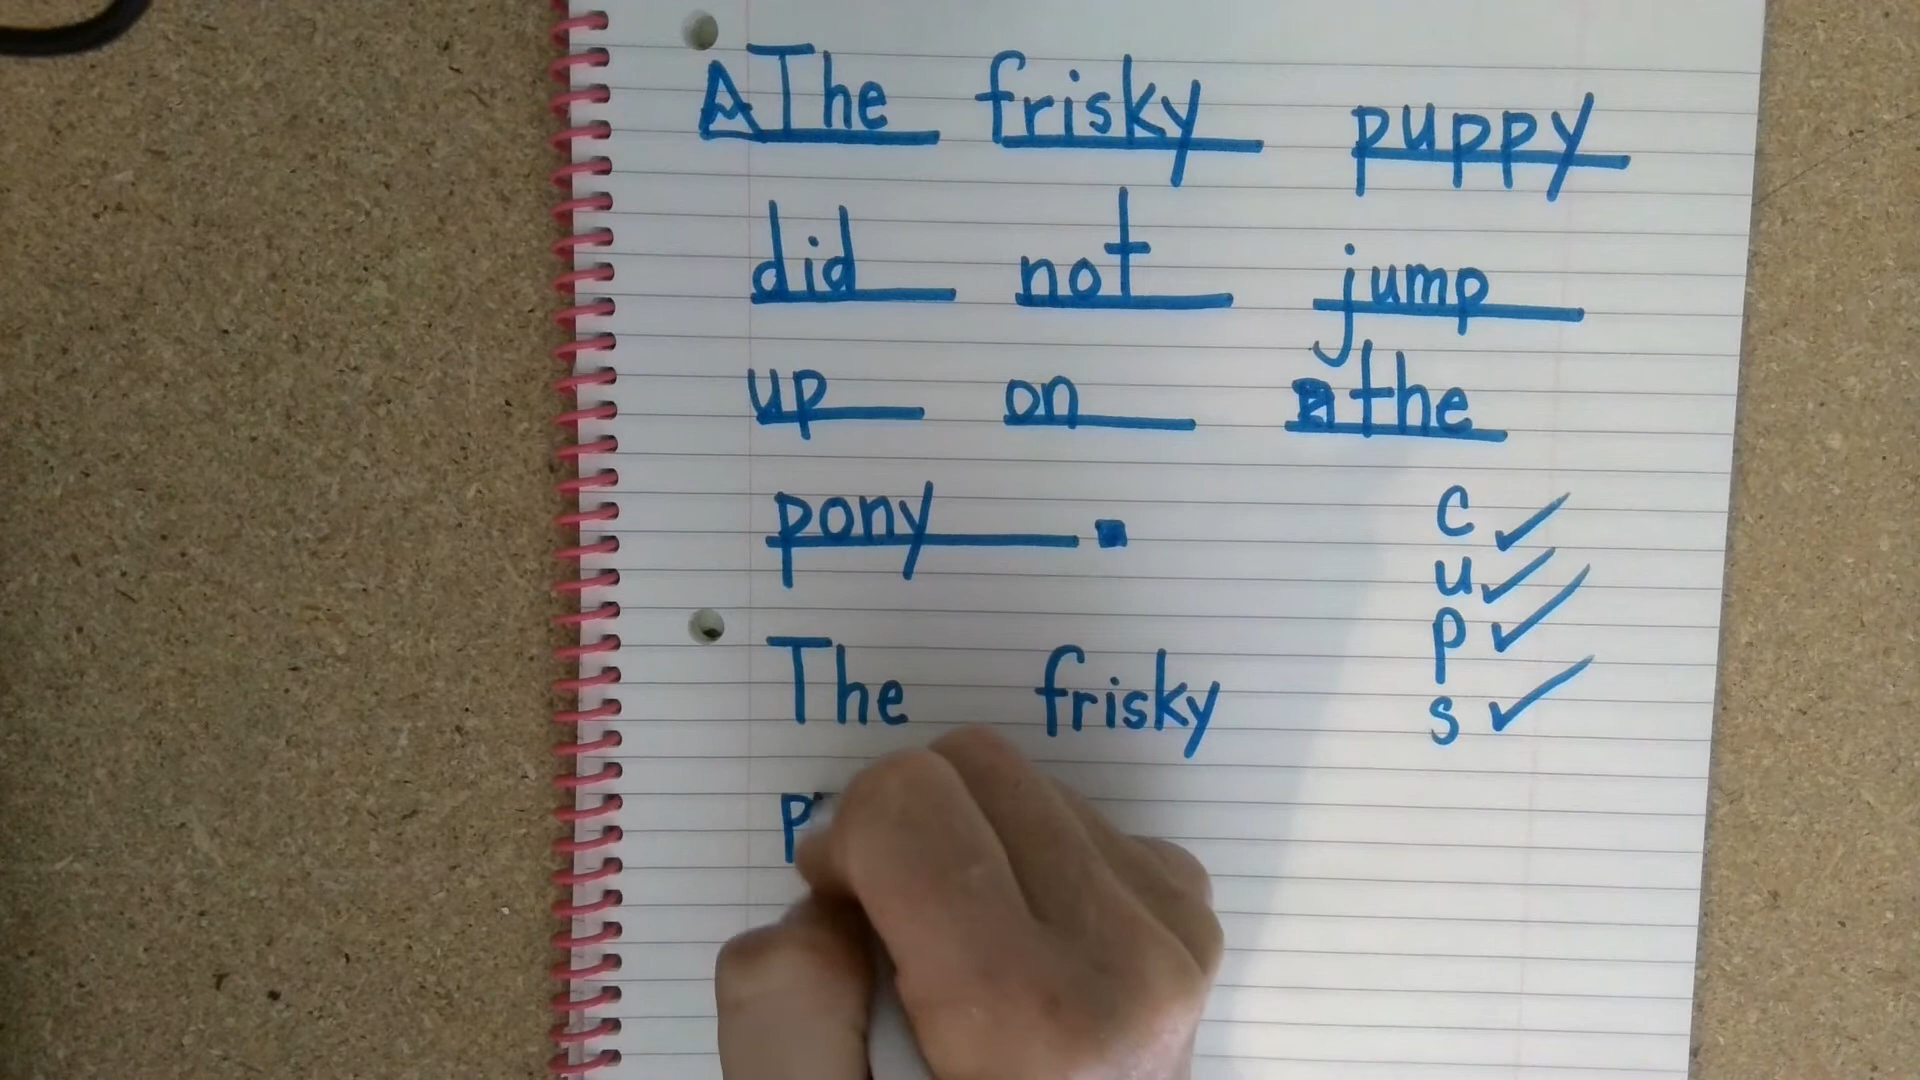 The frisky puppy
did not jump
up on the
pony .
c ✓
u ✓
p ✓
s ✓
The frisky
p